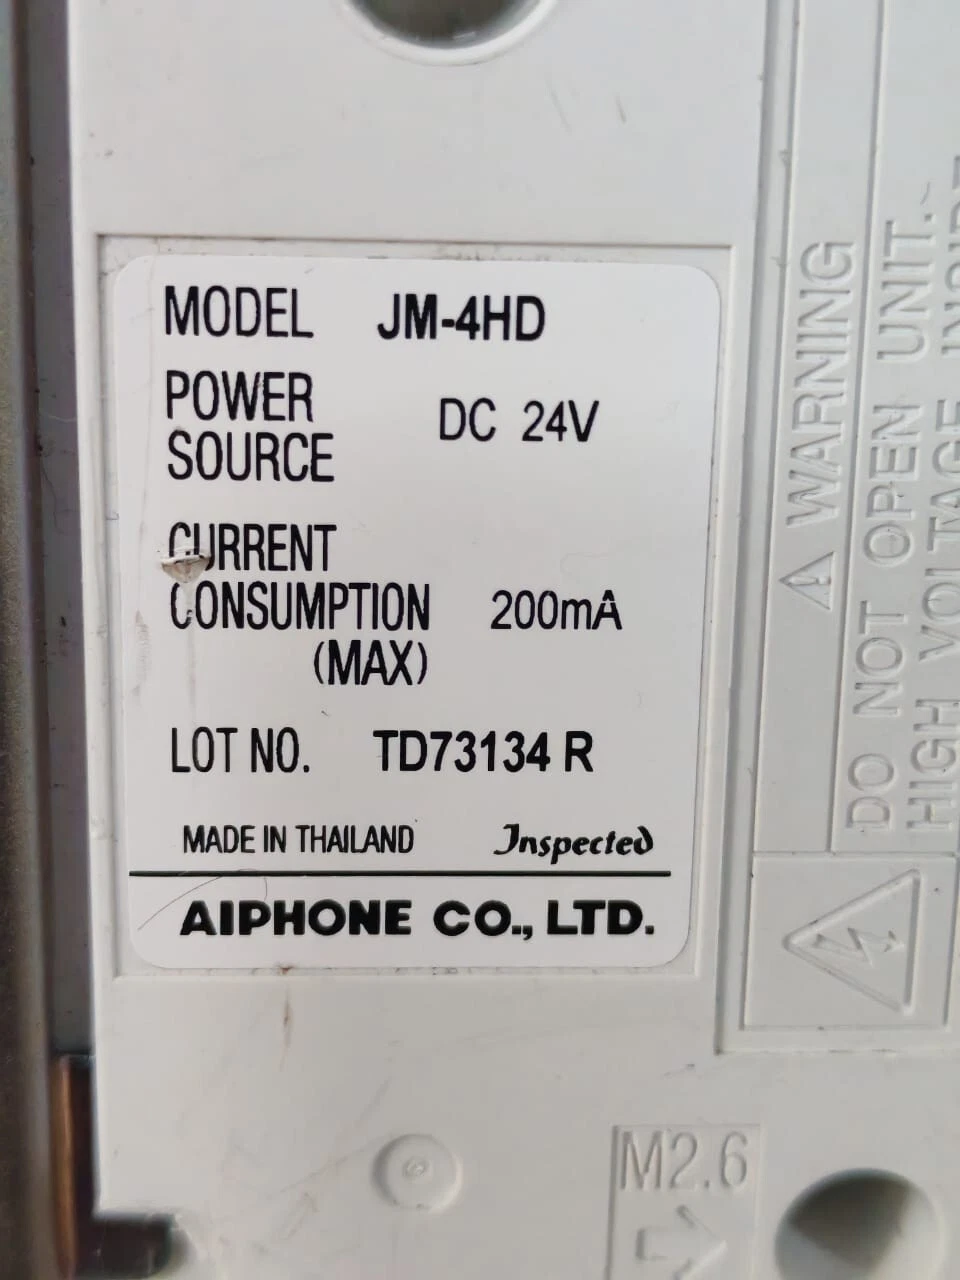 MODEL JM-4HD
POWER
SOURCE DC 24V
CURRENT
CONSUMPTION 200mA
(MAX)
LOT NO. TD73134 R
MADE IN THAILAND Inspected
AIPHONE CO., LTD.
⚠ WARNING
DO NOT OPEN UNIT.
HIGH VOLTAGE INSIDE
M2.6